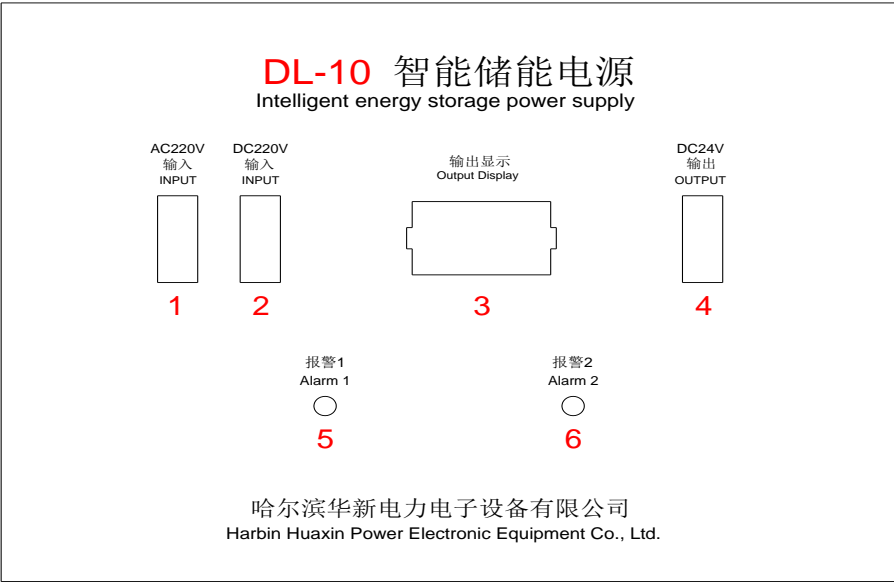 DL-10 智能储能电源
Intelligent energy storage power supply
AC220V
输入
INPUT
DC220V
输入
INPUT
输出显示
Output Display
DC24V
输出
OUTPUT
1
2
3
4
报警1
Alarm 1
报警2
Alarm 2
5
6
哈尔滨华新电力电子设备有限公司
Harbin Huaxin Power Electronic Equipment Co., Ltd.